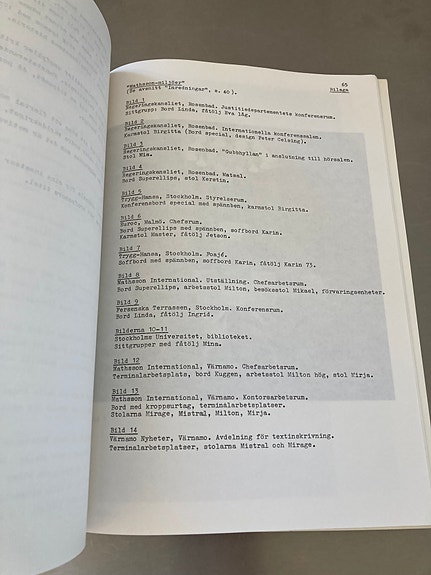 "Mathsson-miljöer"
69
(Se avsnitt "Inredningar", s. 60).
Bilaga
Bild 1
Regeringskansliet, Rosenbad. Justitiedepartementets konferensrum.
Sittgrupp: Bord Linda, fåtölj Eva låg.
Bild 2
Regeringskansliet, Rosenbad. Internationella konferenssalen.
Karmstol Birgitta (Bord special, design Peter Celsing).
Bild 3
Regeringskansliet, Rosenbad. "Gubbhyllan" i anslutning till hörsalen.
Stol Mia.
Bild 4
Regeringskansliet, Rosenbad. Matsal.
Bord Superellips, stol Kerstin.
Bild 5
Trygg-Hansa, Stockholm. Styrelserum.
Konferensbord special med spännben, karmstol Birgitta.
Bild 6
Euroc, Malmö. Chefsrum.
Bord Superellips med spännben, soffbord Karin.
Karmstol Master, fåtölj Jetson.
Bild 7
Trygg-Hansa, Stockholm. Foajé.
Soffbord med spännben, soffbord Karin, fåtölj Karin 73.
Bild 8
Mathsson International. Utställning. Chefsarbetsrum.
Bord Superellips, arbetsstol Milton, besöksstol Mikael, förvaringsenheter.
Bild 9
Fersenska Terrassen, Stockholm. Konferensrum.
Bord Linda, fåtölj Ingrid.
Bilderna 10-11
Stockholms Universitet, biblioteket.
Sittgrupper med fåtölj Mina.
Bild 12
Mathsson International, Värnamo. Chefsarbetsrum.
Terminalarbetsplats, bord Kuggen, arbetsstol Milton hög, stol Mirja.
Bild 13
Mathsson International, Värnamo. Kontorsarbetsrum.
Bord med kroppsurtag, terminalarbetsplatser.
Stolarna Mirage, Mistral, Milton, Mirja.
Bild 14
Värnamo Nyheter, Värnamo. Avdelning för textinskrivning.
Terminalarbetsplatser, stolarna Mistral och Mirage.